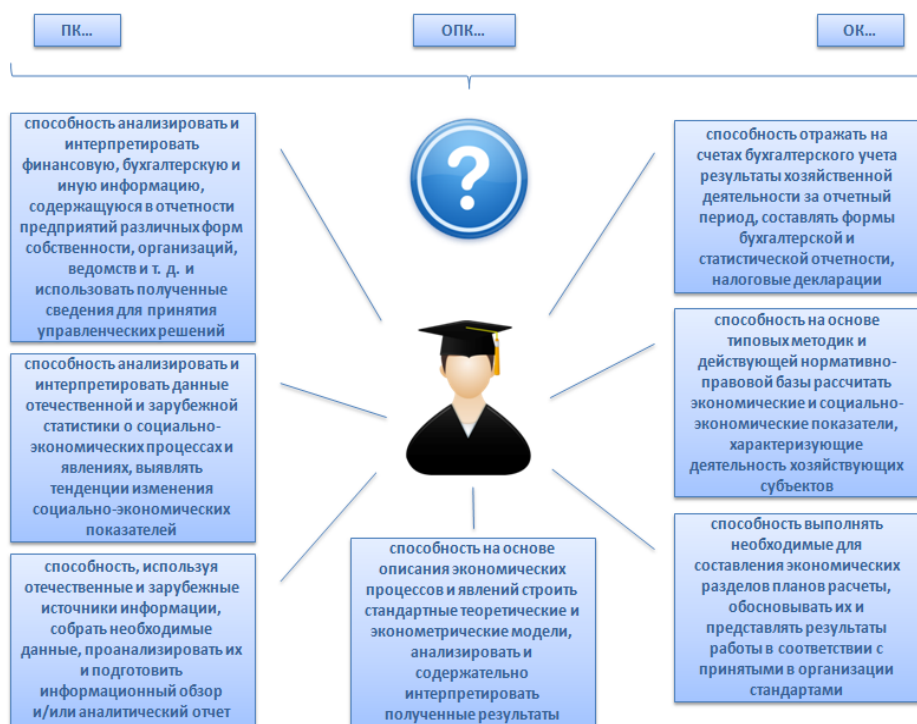 ПК...
ОПК...
ОК...
способность анализировать и
интерпретировать
финансовую, бухгалтерскую и
иную информацию,
содержащуюся в отчетности
предприятий различных форм
собственности, организаций,
ведомств и т. д. и
использовать полученные
сведения для принятия
управленческих решений
способность анализировать и
интерпретировать данные
отечественной и зарубежной
статистики о социально-
экономических процессах и
явлениях, выявлять
тенденции изменения
социально-экономических
показателей
способность, используя
отечественные и зарубежные
источники информации,
собрать необходимые
данные, проанализировать их
и подготовить
информационный обзор
и/или аналитический отчет
?
способность на основе
описания экономических
процессов и явлений строить
стандартные теоретические и
эконометрические модели,
анализировать и
содержательно
интерпретировать
полученные результаты
способность отражать на
счетах бухгалтерского учета
результаты хозяйственной
деятельности за отчетный
период, составлять формы
бухгалтерской и
статистической отчетности,
налоговые декларации
способность на основе
типовых методик и
действующей нормативно-
правовой базы рассчитать
экономические и социально-
экономические показатели,
характеризующие
деятельность хозяйствующих
субъектов
способность выполнять
необходимые для
составления экономических
разделов планов расчеты,
обосновывать их и
представлять результаты
работы в соответствии с
принятыми в организации
стандартами